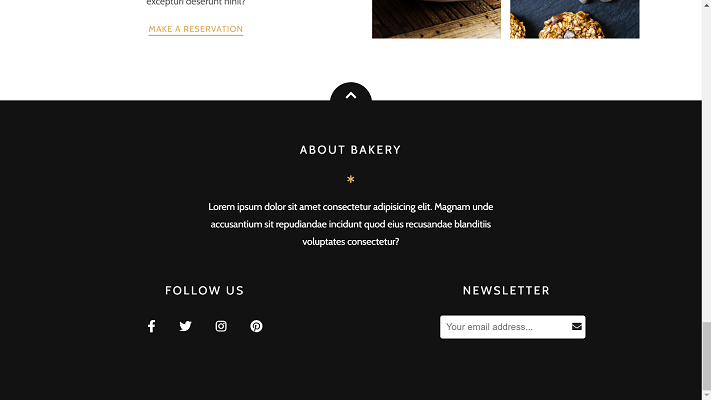 excepturi deserunt nihil?
MAKE A RESERVATION
ABOUT BAKERY
*
Lorem ipsum dolor sit amet consectetur adipisicing elit. Magnam unde
accusantium sit repudiandae incidunt quod eius recusandae blanditiis
voluptates consectetur?
FOLLOW US
NEWSLETTER
Your email address...